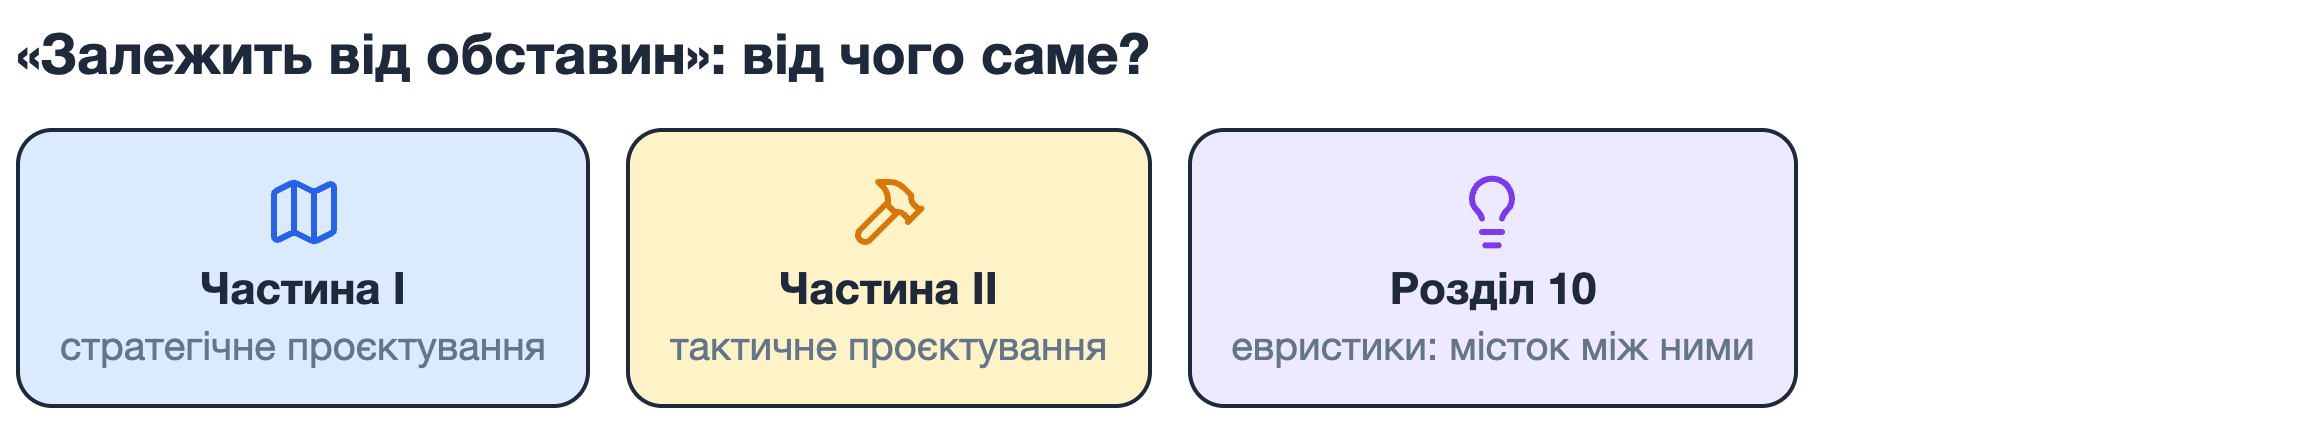 «Залежить від обставин»: від чого саме?
Частина I
стратегічне проєктування
Частина II
тактичне проєктування
Розділ 10
евристики: місток між ними